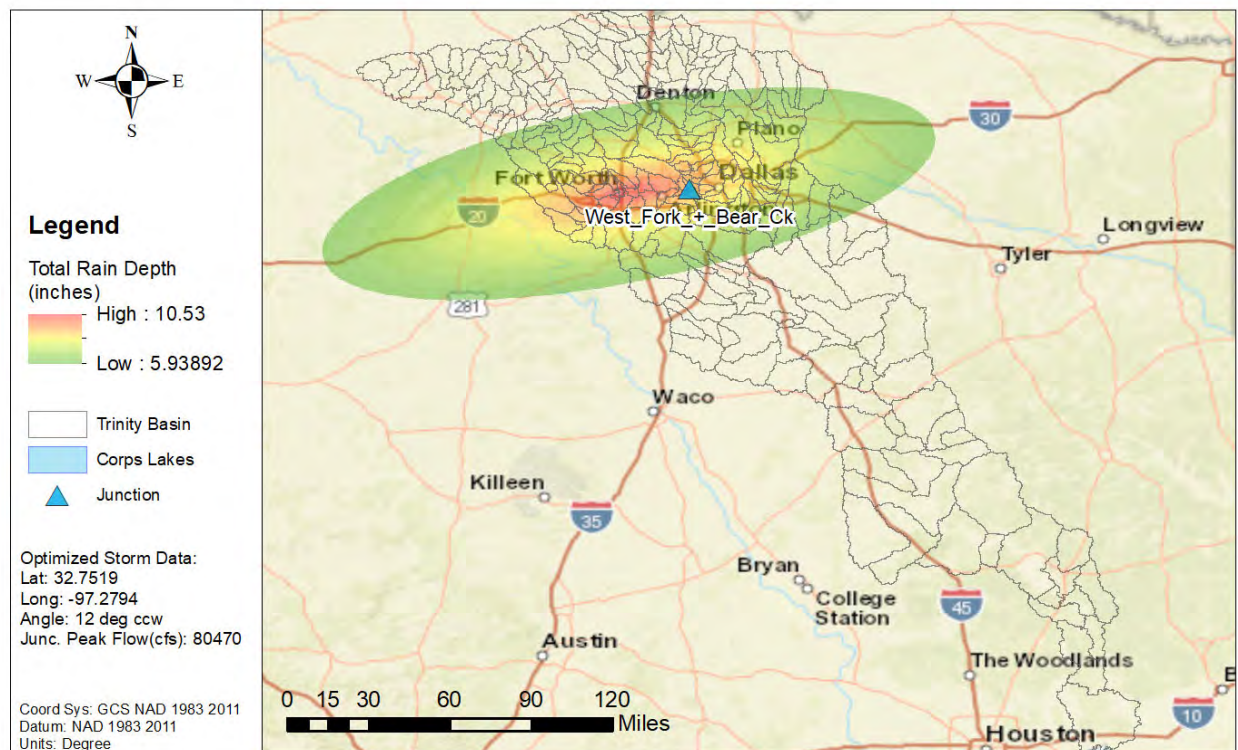 N
W E
S
Legend
Total Rain Depth
(inches)
High : 10.53
Low : 5.93892
Trinity Basin
Corps Lakes
Junction
Optimized Storm Data:
Lat: 32.7519
Long: -97.2794
Angle: 12 deg ccw
Junc. Peak Flow(cfs): 80470
Coord Sys: GCS NAD 1983 2011
Datum: NAD 1983 2011
Units: Degree
Denton
30
Plano
Fort Worth
Dallas
20
Arlington
West_Fork_+_Bear_Ck
Longview
Tyler
281
Waco
Killeen
35
Bryan
College
Station
45
Austin
The Woodlands
10
Houston
0 15 30 60 90 120
Miles